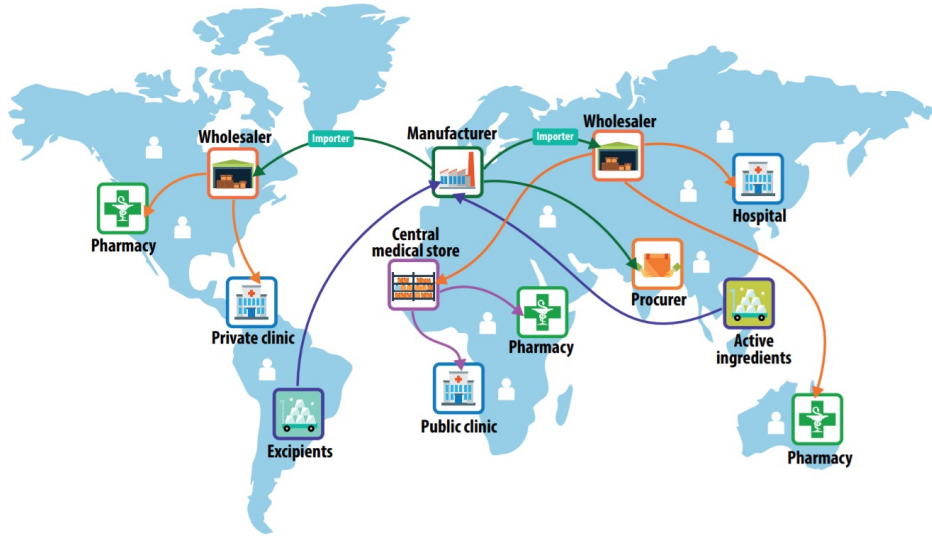 Wholesaler
Importer
Manufacturer
Importer
Wholesaler
Pharmacy
Hospital
Central
medical store
Procurer
Private clinic
Pharmacy
Active
ingredients
Excipients
Public clinic
Pharmacy